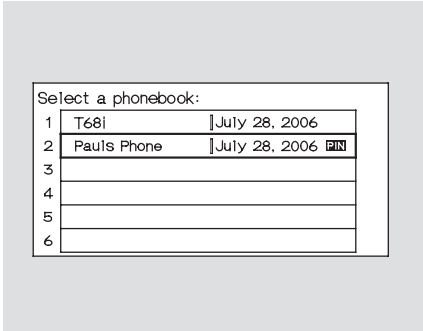 Select a phonebook:
1 T68i July 28, 2006
2 Pauls Phone July 28, 2006 PIN
3
4
5
6